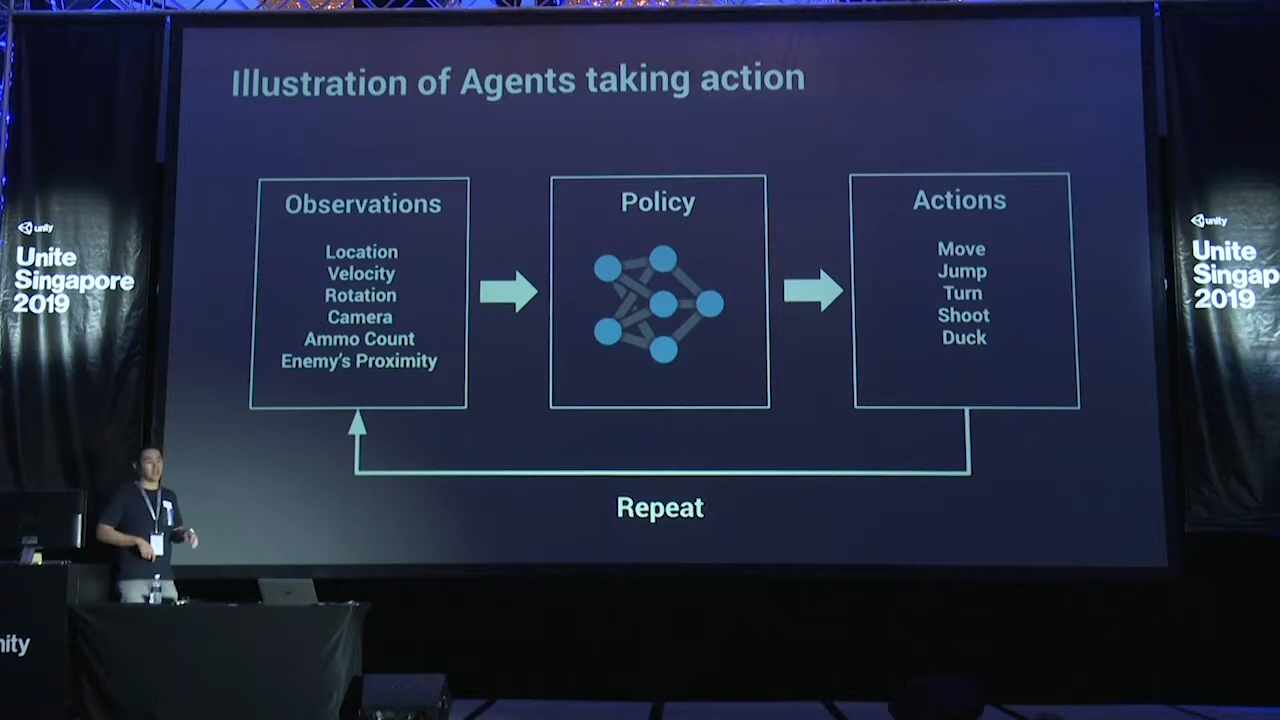 Illustration of Agents taking action
Observations
Location
Velocity
Rotation
Camera
Ammo Count
Enemy's Proximity
Policy
Actions
Move
Jump
Turn
Shoot
Duck
Repeat
unity
Unite
Singapore
2019
unity
Unite
Singap
2019
nity